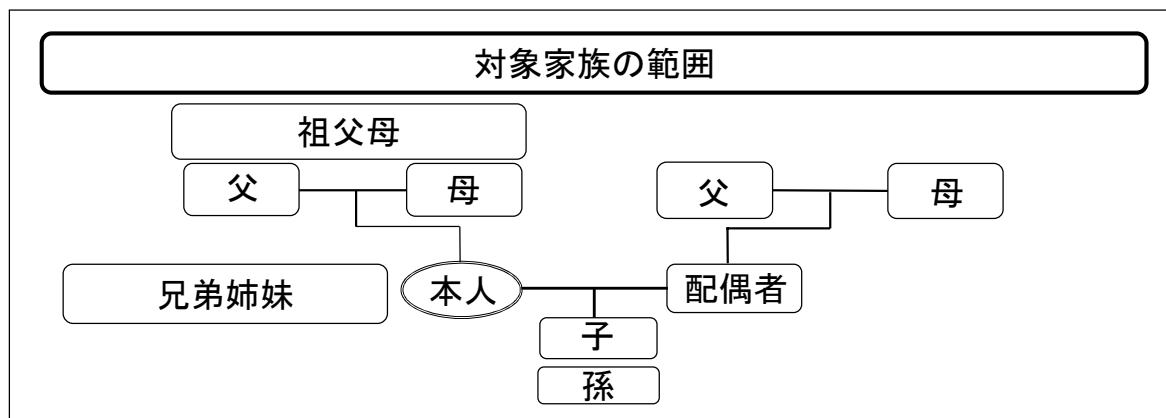 対象家族の範囲
祖父母
父 母 父 母
兄弟姉妹 本人 配偶者
子
孫